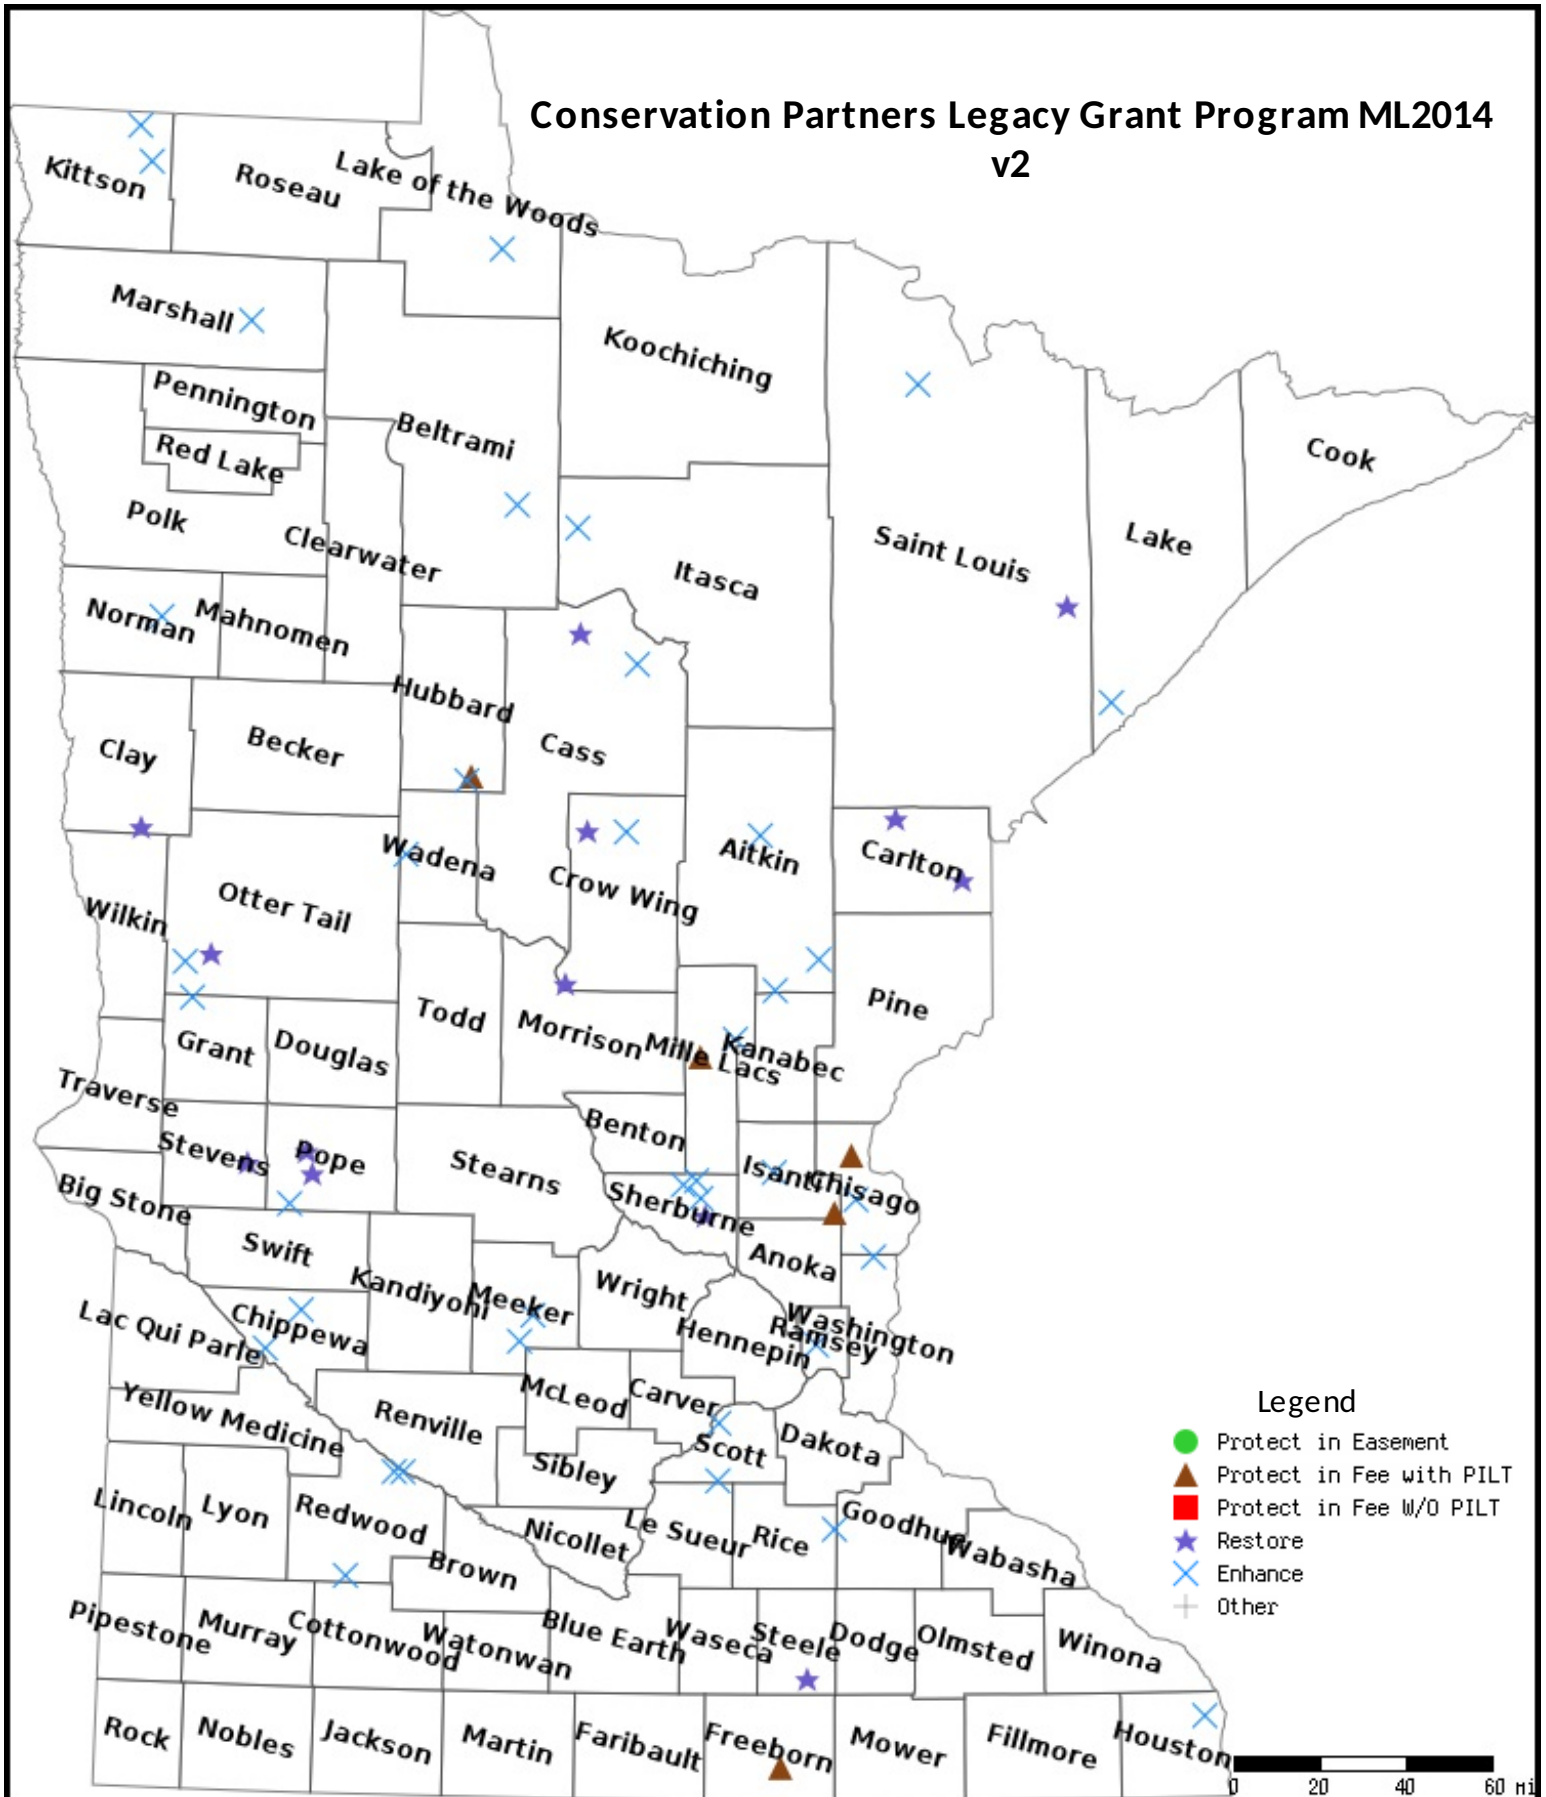 Conservation Partners Legacy Grant Program ML2014
v2
Kittson
Roseau
Lake of the Woods
Marshall
Koochiching
Pennington
Beltrami
Red Lake
Cook
Polk
Clearwater
Saint Louis
Lake
Itasca
Norman
Mahnomen
Hubbard
Clay
Becker
Cass
Wadena
Aitkin
Carlton
Crow Wing
Otter Tail
Wilkin
Todd
Morrison
Pine
Grant
Douglas
Mille Lacs
Kanabec
Traverse
Stevens
Pope
Stearns
Benton
Isanti
Chisago
Big Stone
Sherburne
Swift
Anoka
Kandiyohi
Meeker
Wright
Lac Qui Parle
Chippewa
Hennepin
Washington
Ramsey
Yellow Medicine
Renville
McLeod
Carver
Scott
Dakota
Sibley
Lincoln
Lyon
Redwood
Nicollet
Le Sueur
Rice
Goodhue
Wabasha
Brown
Pipestone
Murray
Cottonwood
Watonwan
Blue Earth
Waseca
Steele
Dodge
Olmsted
Winona
Rock
Nobles
Jackson
Martin
Faribault
Freeborn
Mower
Fillmore
Houston
Legend
Protect in Easement
Protect in Fee with PILT
Protect in Fee W/O PILT
Restore
Enhance
Other
0 20 40 60 Mi